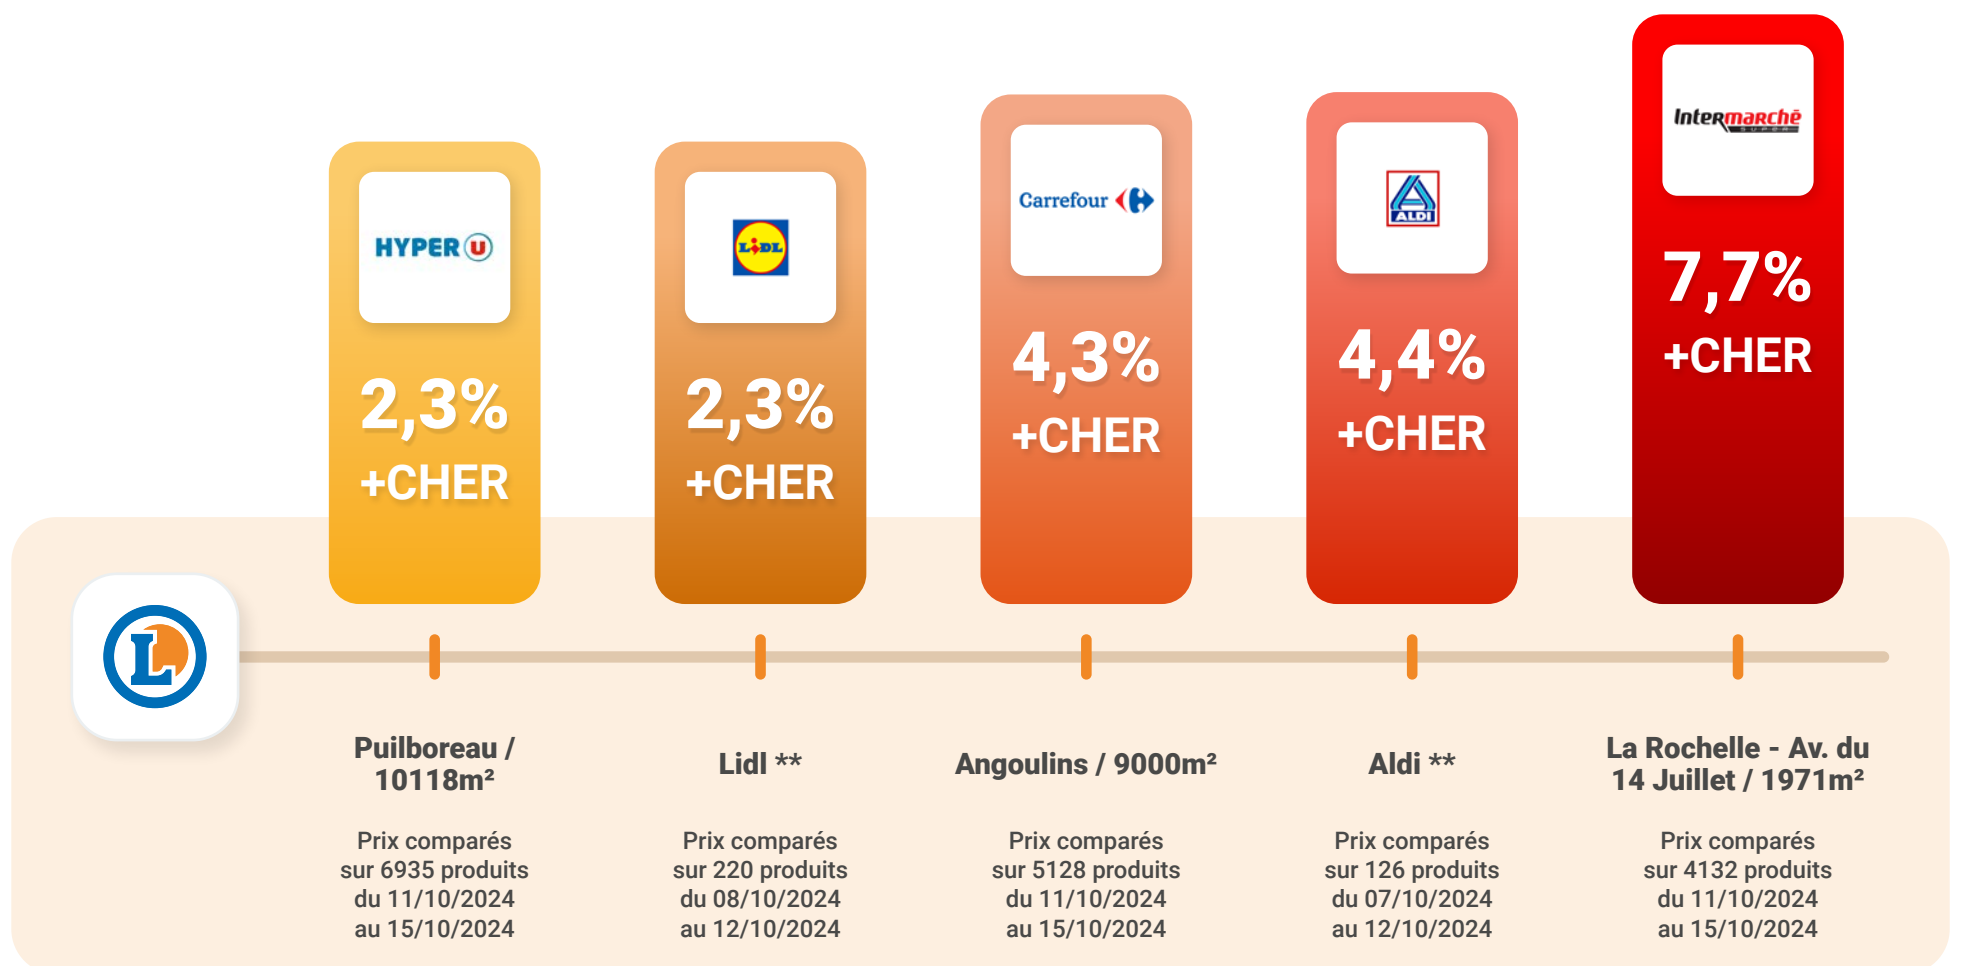 HYPER U
2,3%
+CHER
LiDL
2,3%
+CHER
Carrefour
4,3%
+CHER
ALDI
4,4%
+CHER
Intermarchē
SUPER
7,7%
+CHER
L
Puilboreau /
10118m²
Prix comparés
sur 6935 produits
du 11/10/2024
au 15/10/2024
Lidl **
Prix comparés
sur 220 produits
du 08/10/2024
au 12/10/2024
Angoulins / 9000m²
Prix comparés
sur 5128 produits
du 11/10/2024
au 15/10/2024
Aldi **
Prix comparés
sur 126 produits
du 07/10/2024
au 12/10/2024
La Rochelle - Av. du
14 Juillet / 1971m²
Prix comparés
sur 4132 produits
du 11/10/2024
au 15/10/2024